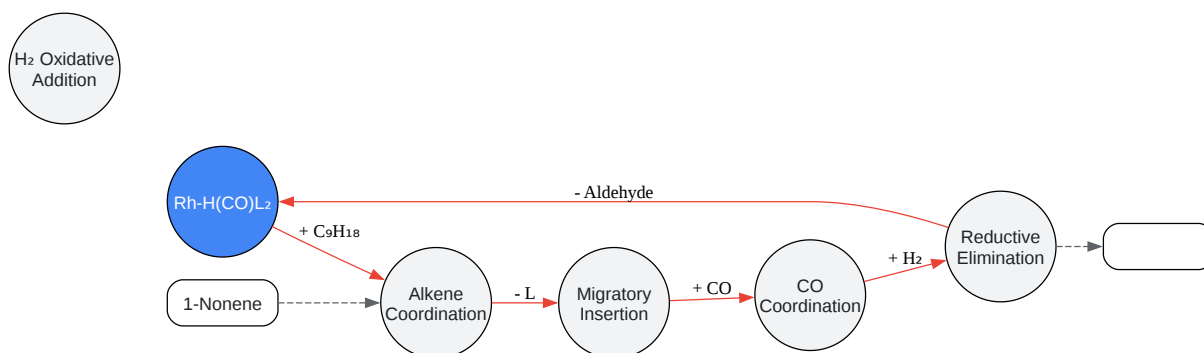 H₂ Oxidative
Addition
- Aldehyde
Rh-H(CO)L₂
+ C₉H₁₈
Reductive
Elimination
+ H₂
1-Nonene
Alkene
Coordination
- L
Migratory
Insertion
+ CO
CO
Coordination